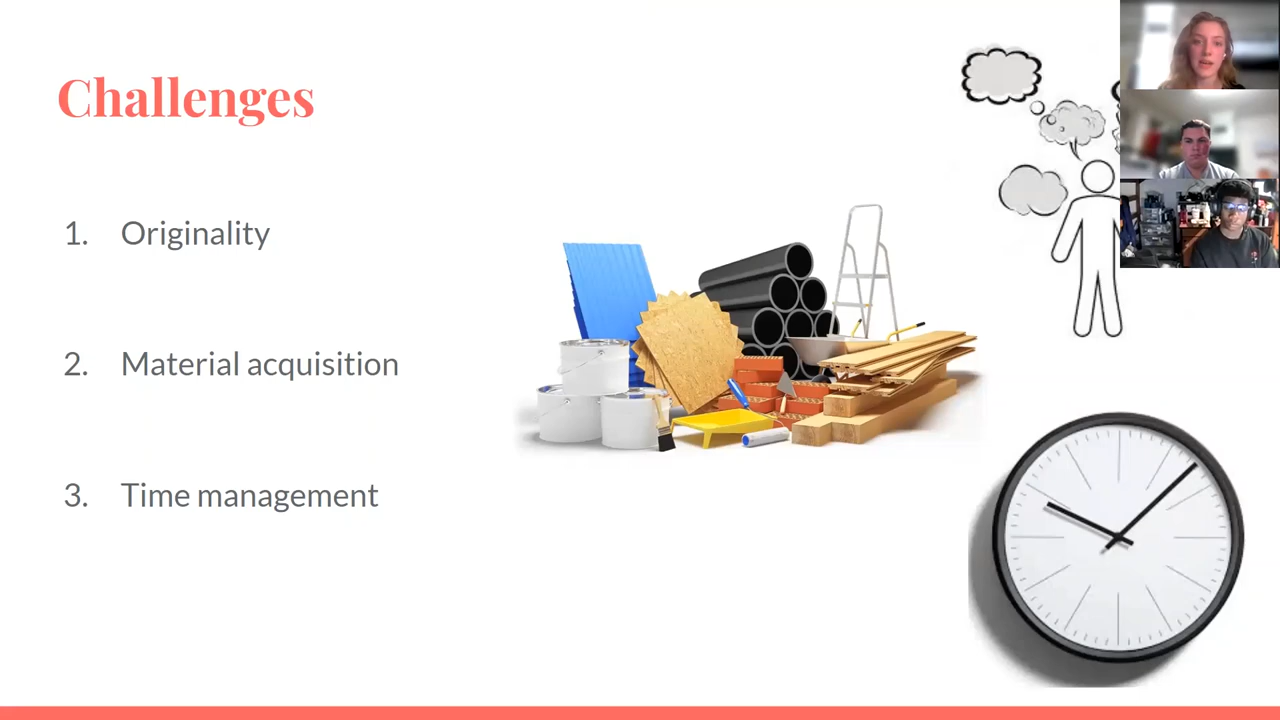 Challenges
1. Originality
2. Material acquisition
3. Time management